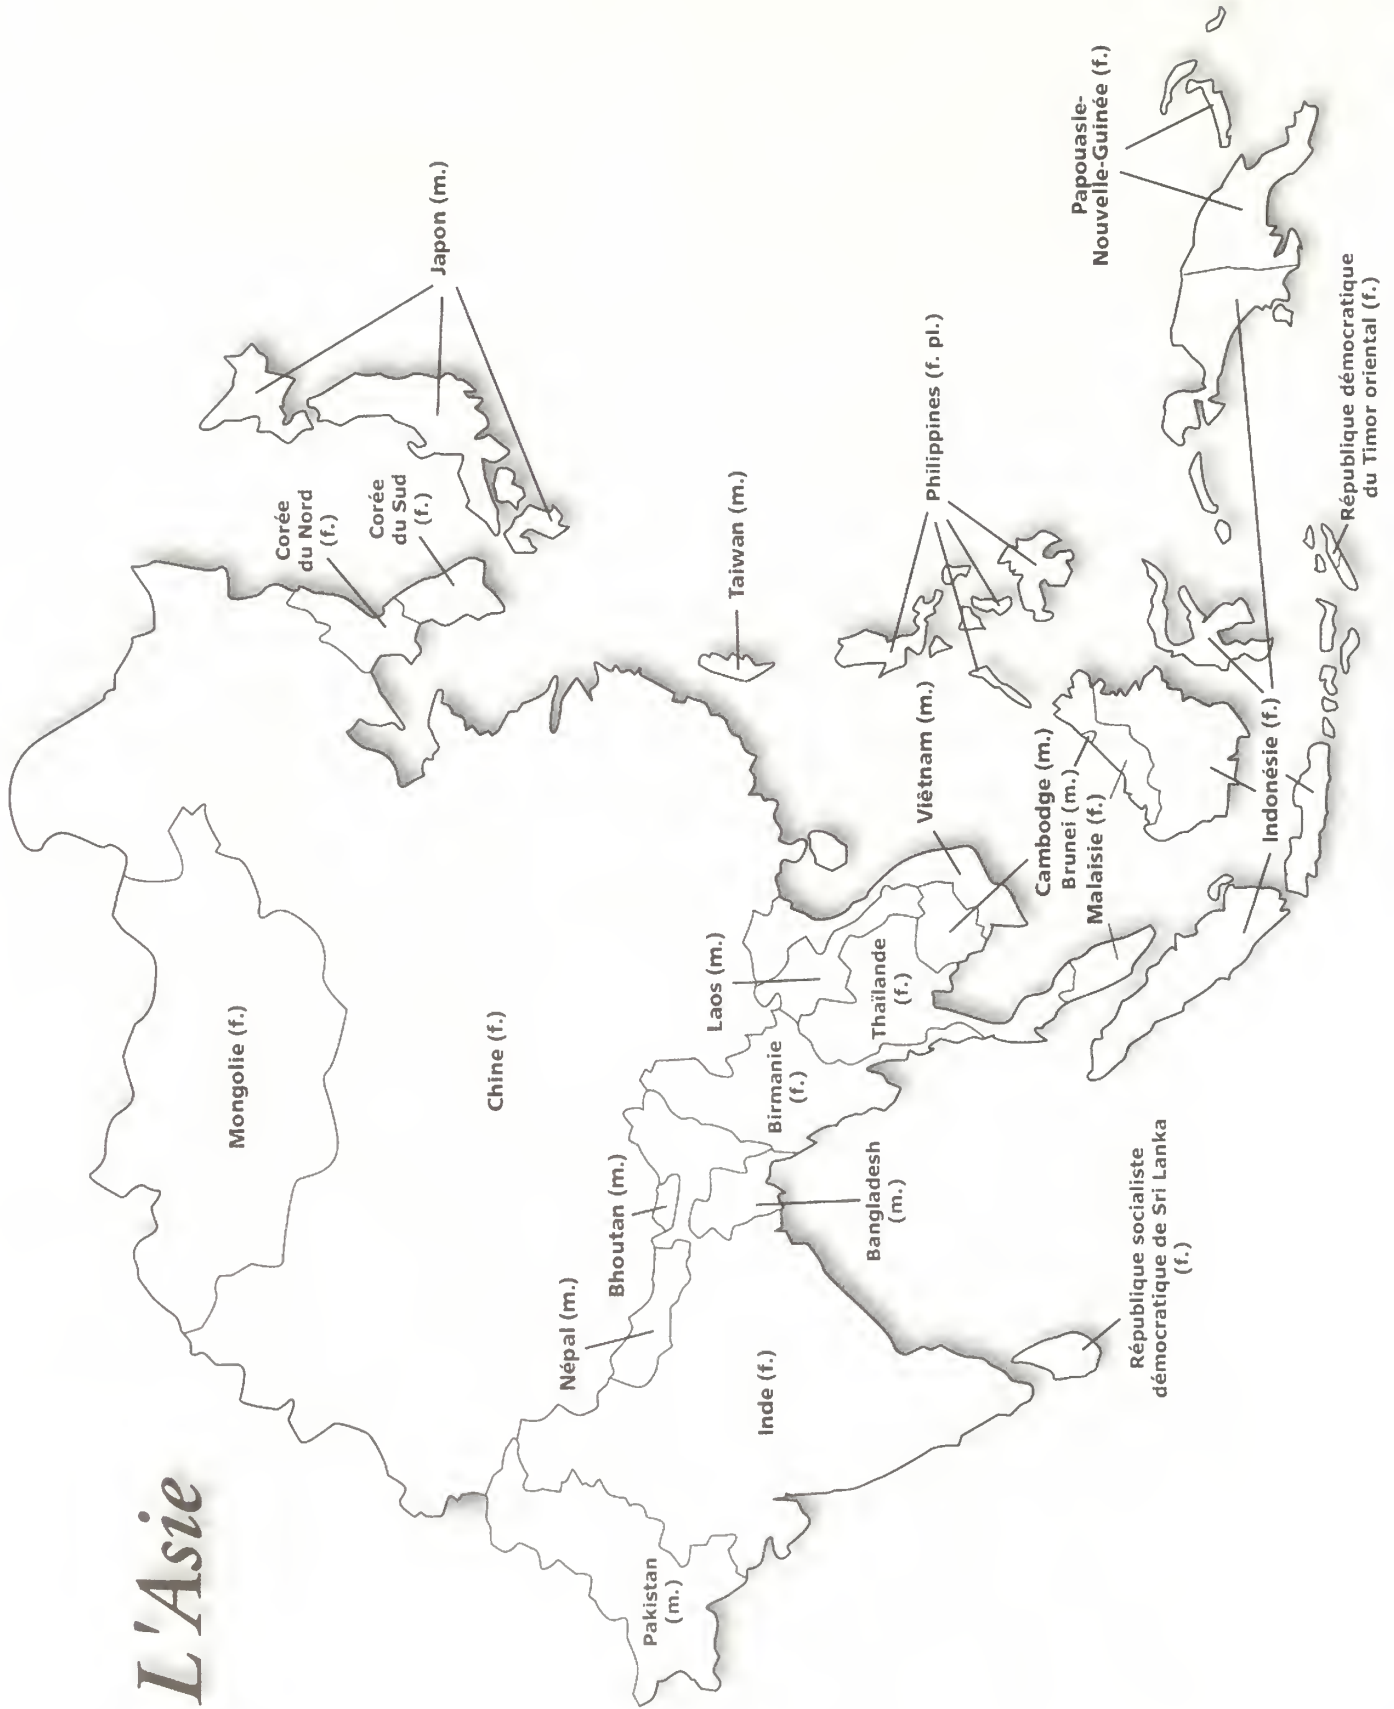 L'Asie
Mongolie (f.)
Chine (f.)
Corée
du Nord
(f.)
Corée
du Sud
(f.)
Japon (m.)
Taiwan (m.)
Pakistan
(m.)
Népal (m.)
Bhoutan (m.)
Inde (f.)
Bangladesh
(m.)
Birmanie
(f.)
Laos (m.)
Thaïlande
(f.)
Viêtnam (m.)
Cambodge (m.)
Brunei (m.)
Malaisie (f.)
Philippines (f. pl.)
Indonésie (f.)
Papouasie-
Nouvelle-Guinée (f.)
République démocratique
du Timor oriental (f.)
République socialiste
démocratique de Sri Lanka
(f.)